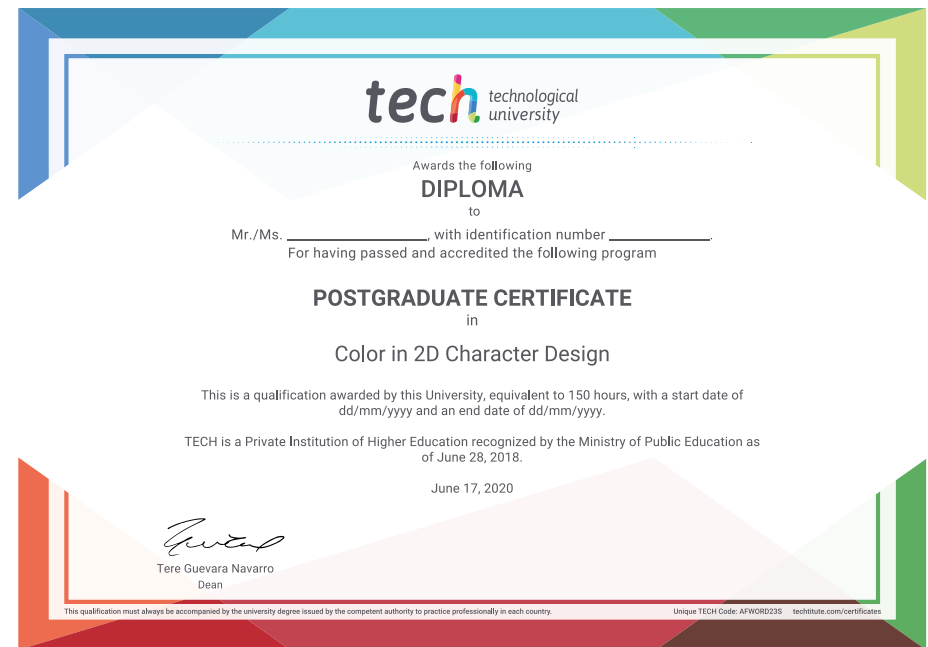 tech technological
university
Awards the following
DIPLOMA
to
Mr./Ms. ____________, with identification number ____________.
For having passed and accredited the following program
POSTGRADUATE CERTIFICATE
in
Color in 2D Character Design
This is a qualification awarded by this University, equivalent to 150 hours, with a start date of
dd/mm/yyyy and an end date of dd/mm/yyyy.
TECH is a Private Institution of Higher Education recognized by the Ministry of Public Education as
of June 28, 2018.
June 17, 2020
Tere Guevara Navarro
Dean
This qualification must always be accompanied by the university degree issued by the competent authority to practice professionally in each country.
Unique TECH Code: AFWORD23S techtitute.com/certificates